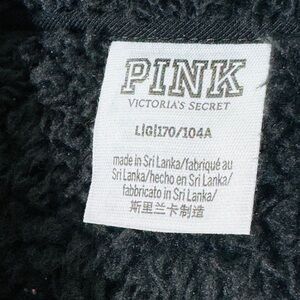 PINK
VICTORIA'S SECRET
L|G|170/104A
made in Sri Lanka/fabriqué au
Sri Lanka/hecho en Sri Lanka/
fabbricato in Sri Lanka/
斯里兰卡制造